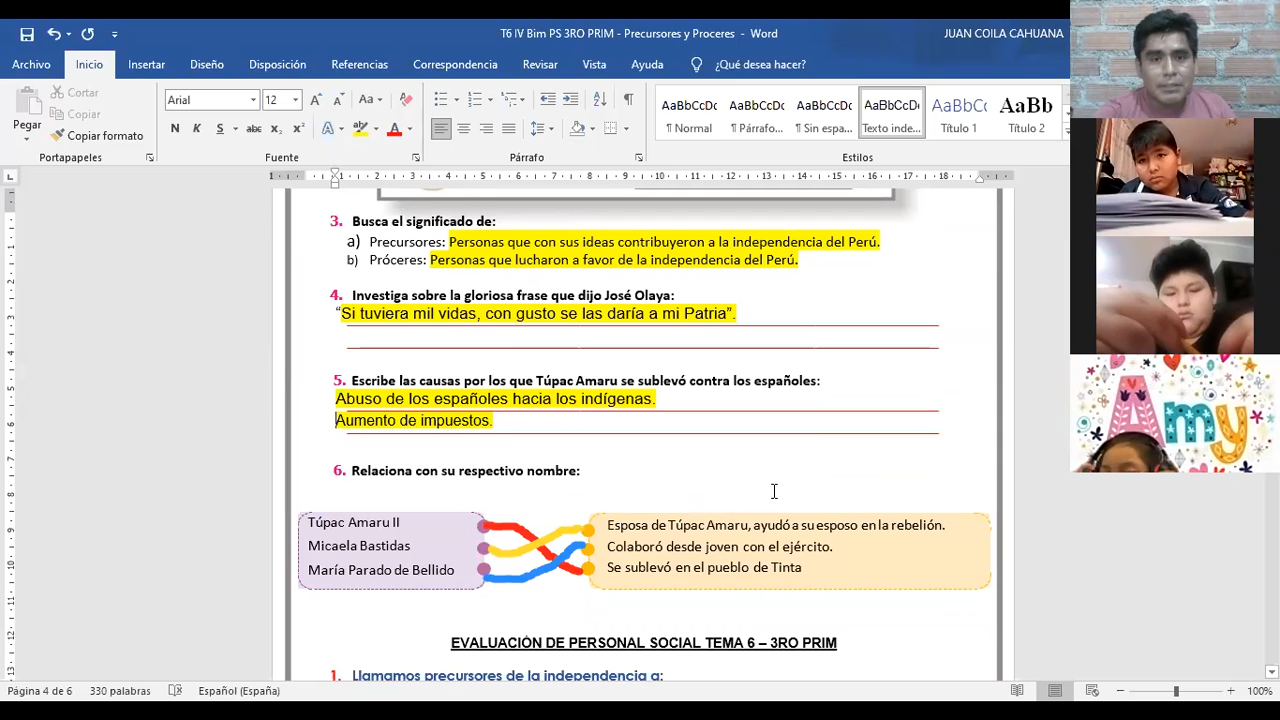 T6 IV Bim PS 3RO PRIM - Precursores y Proceres - Word
JUAN COILA CAHUANA
Archivo Inicio Insertar Diseño Disposición Referencias Correspondencia Revisar Vista Ayuda ¿Qué desea hacer?
Pegar
Cortar
Copiar
Copiar formato
Arial 12
N K S abc x₂ x²
Aa
AaBbCcDc AaBbCcDc AaBbCcDc AaBbCcDc AaBbCc AaBb
¶ Normal ¶ Párrafo... ¶ Sin espa... Texto inde... Título 1 Título 2
Portapapeles Fuente Párrafo Estilos
3. Busca el significado de:
a) Precursores: Personas que con sus ideas contribuyeron a la independencia del Perú.
b) Próceres: Personas que lucharon a favor de la independencia del Perú.
4. Investiga sobre la gloriosa frase que dijo José Olaya:
“Si tuviera mil vidas, con gusto se las daría a mi Patria”.
5. Escribe las causas por los que Túpac Amaru se sublevó contra los españoles:
Abuso de los españoles hacia los indígenas.
Aumento de impuestos.
6. Relaciona con su respectivo nombre:
Túpac Amaru II
Micaela Bastidas
María Parado de Bellido
Esposa de Túpac Amaru, ayudó a su esposo en la rebelión.
Colaboró desde joven con el ejército.
Se sublevó en el pueblo de Tinta
EVALUACIÓN DE PERSONAL SOCIAL TEMA 6 – 3RO PRIM
1. Llamamos precursores de la independencia a:
Página 4 de 6 330 palabras Español (España) 100%
Amy